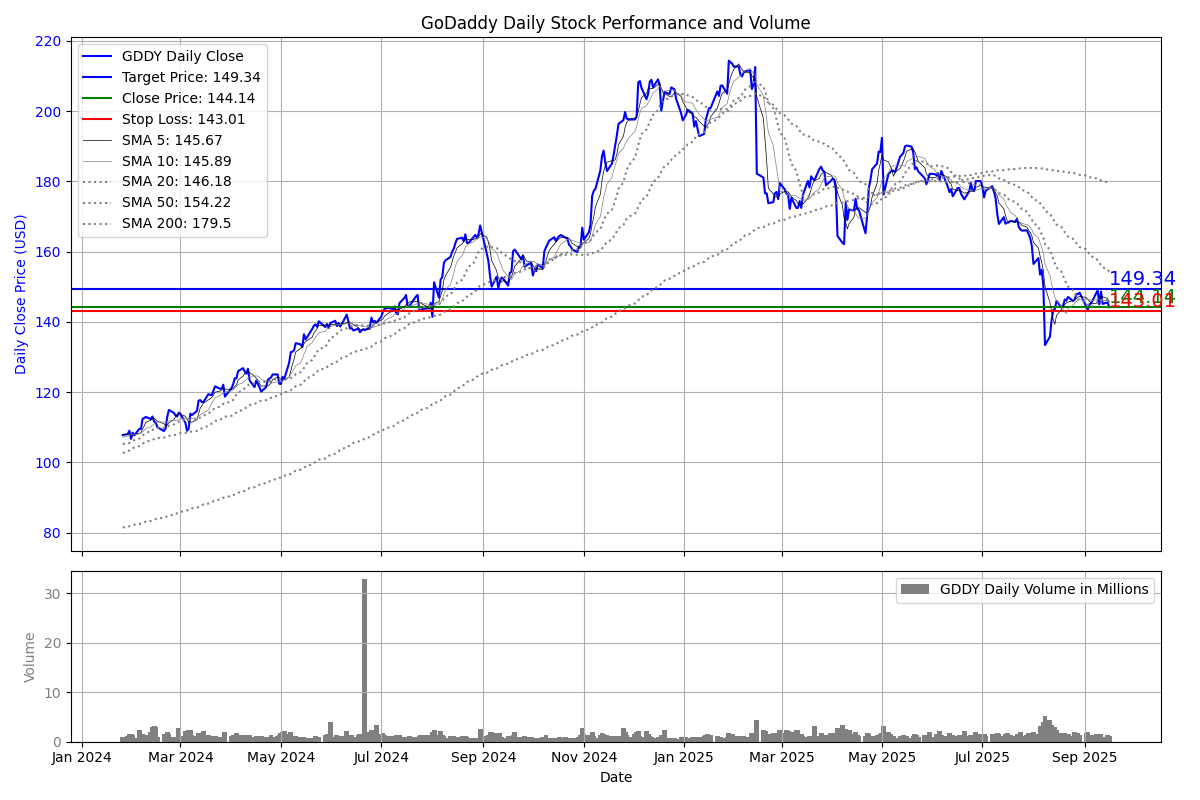 GoDaddy Daily Stock Performance and Volume
220
200
180
160
140
120
100
80
Daily Close Price (USD)
GDDY Daily Close
Target Price: 149.34
Close Price: 144.14
Stop Loss: 143.01
SMA 5: 145.67
SMA 10: 145.89
SMA 20: 146.18
SMA 50: 154.22
SMA 200: 179.5
149.34
144.14
143.01
30
20
10
0
Volume
GDDY Daily Volume in Millions
Jan 2024
Mar 2024
May 2024
Jul 2024
Sep 2024
Nov 2024
Jan 2025
Mar 2025
May 2025
Jul 2025
Sep 2025
Date